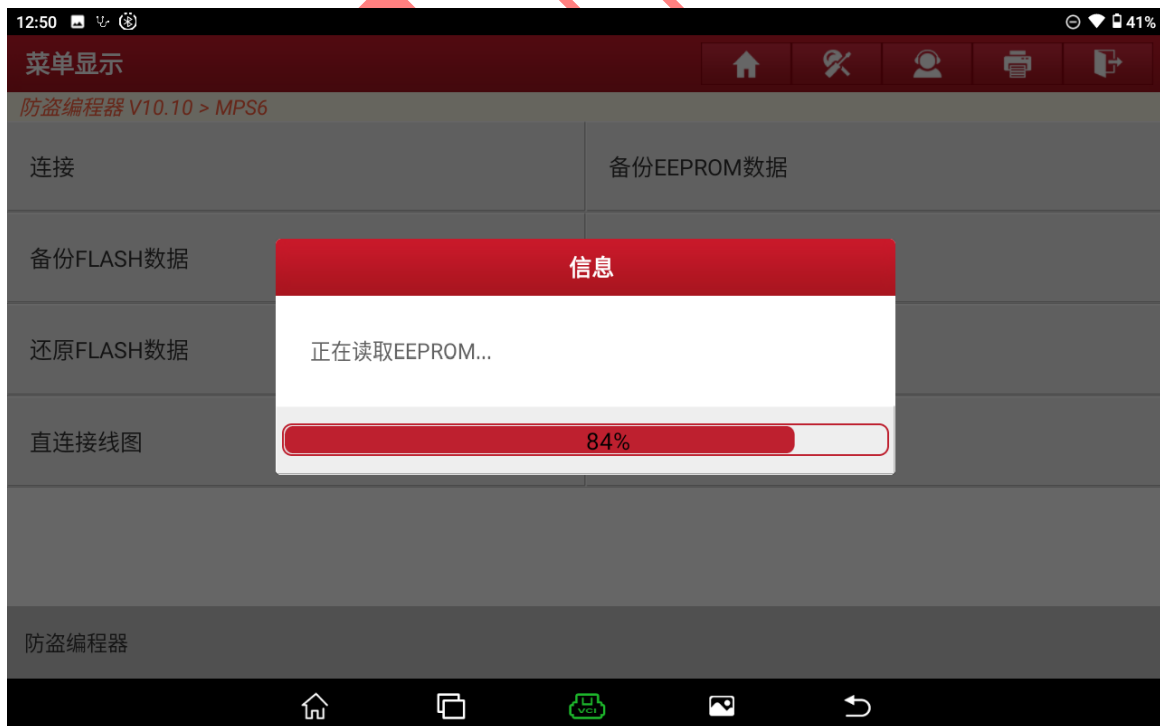 12:50
41%
菜单显示
防盗编程器 V10.10 > MPS6
连接
备份EEPROM数据
备份FLASH数据
信息
还原FLASH数据
正在读取EEPROM...
直连接线图
84%
防盗编程器
VCI